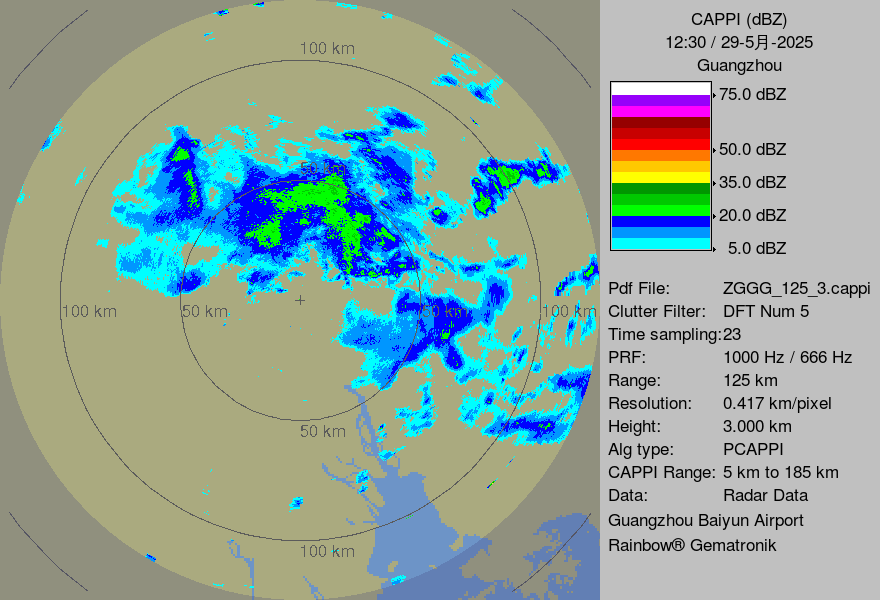 CAPPI (dBZ)
12:30 / 29-5月-2025
Guangzhou
75.0 dBZ
50.0 dBZ
35.0 dBZ
20.0 dBZ
5.0 dBZ
Pdf File: ZGGG_125_3.cappi
Clutter Filter: DFT Num 5
Time sampling:23
PRF: 1000 Hz / 666 Hz
Range: 125 km
Resolution: 0.417 km/pixel
Height: 3.000 km
Alg type: PCAPPI
CAPPI Range: 5 km to 185 km
Data: Radar Data
Guangzhou Baiyun Airport
Rainbow® Gematronik
100 km
50 km
100 km
50 km
50 km
100 km
50 km
100 km